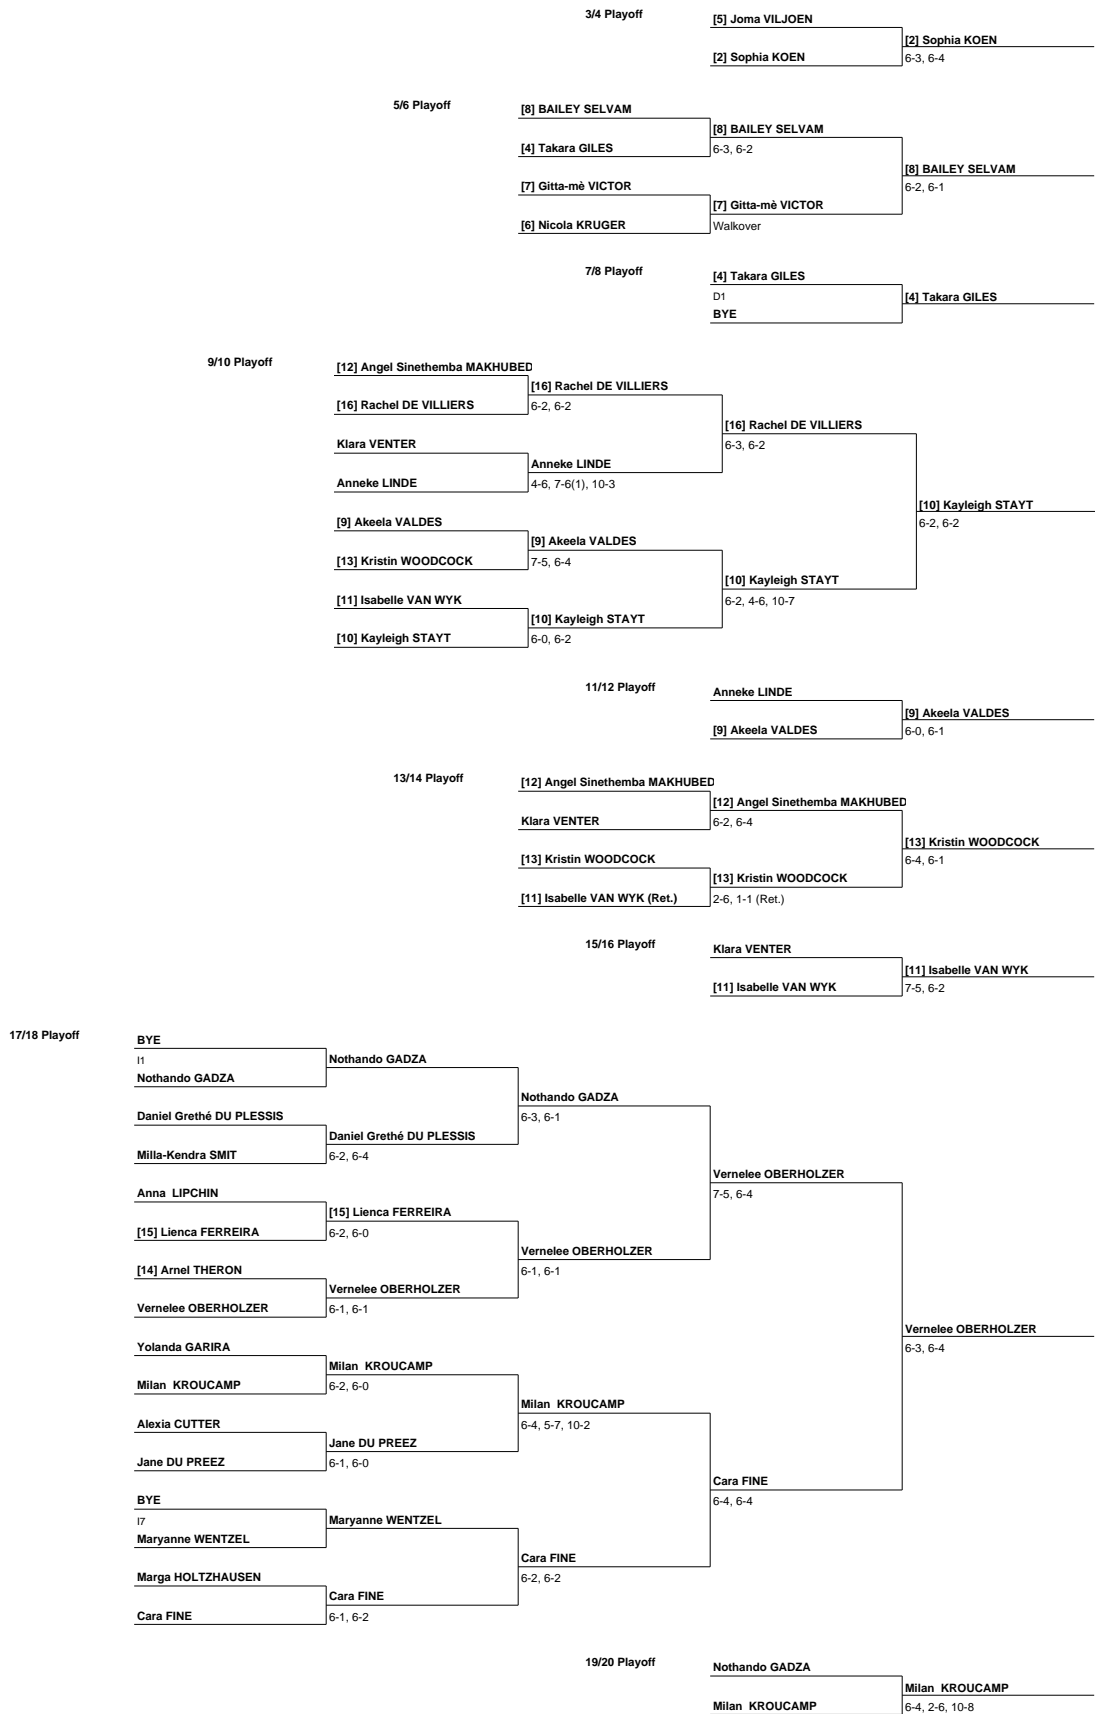 3/4 Playoff
[5] Joma VILJOEN
[2] Sophia KOEN
[2] Sophia KOEN
6-3, 6-4
5/6 Playoff
[8] BAILEY SELVAM
[8] BAILEY SELVAM
[4] Takara GILES
6-3, 6-2
[8] BAILEY SELVAM
6-2, 6-1
[7] Gitta-mè VICTOR
[7] Gitta-mè VICTOR
[6] Nicola KRUGER
Walkover
7/8 Playoff
[4] Takara GILES
D1
[4] Takara GILES
BYE
9/10 Playoff
[12] Angel Sinethemba MAKHUBED
[16] Rachel DE VILLIERS
[16] Rachel DE VILLIERS
6-2, 6-2
[16] Rachel DE VILLIERS
6-3, 6-2
Klara VENTER
Anneke LINDE
Anneke LINDE
4-6, 7-6(1), 10-3
[10] Kayleigh STAYT
6-2, 6-2
[9] Akeela VALDES
[9] Akeela VALDES
[13] Kristin WOODCOCK
7-5, 6-4
[10] Kayleigh STAYT
6-2, 4-6, 10-7
[11] Isabelle VAN WYK
[10] Kayleigh STAYT
[10] Kayleigh STAYT
6-0, 6-2
11/12 Playoff
Anneke LINDE
[9] Akeela VALDES
[9] Akeela VALDES
6-0, 6-1
13/14 Playoff
[12] Angel Sinethemba MAKHUBED
[12] Angel Sinethemba MAKHUBED
Klara VENTER
6-2, 6-4
[13] Kristin WOODCOCK
6-4, 6-1
[13] Kristin WOODCOCK
[13] Kristin WOODCOCK
[11] Isabelle VAN WYK (Ret.)
2-6, 1-1 (Ret.)
15/16 Playoff
Klara VENTER
[11] Isabelle VAN WYK
[11] Isabelle VAN WYK
7-5, 6-2
17/18 Playoff
BYE
I1
Nothando GADZA
Nothando GADZA
Nothando GADZA
6-3, 6-1
Daniel Grethé DU PLESSIS
Daniel Grethé DU PLESSIS
Milla-Kendra SMIT
6-2, 6-4
Vernelee OBERHOLZER
7-5, 6-4
Anna LIPCHIN
[15] Lienca FERREIRA
[15] Lienca FERREIRA
6-2, 6-0
Vernelee OBERHOLZER
6-1, 6-1
[14] Arnel THERON
Vernelee OBERHOLZER
Vernelee OBERHOLZER
6-1, 6-1
Vernelee OBERHOLZER
6-3, 6-4
Yolanda GARIRA
Milan KROUCAMP
Milan KROUCAMP
6-2, 6-0
Milan KROUCAMP
6-4, 5-7, 10-2
Alexia CUTTER
Jane DU PREEZ
Jane DU PREEZ
6-1, 6-0
Cara FINE
6-4, 6-4
BYE
I7
Maryanne WENTZEL
Maryanne WENTZEL
Cara FINE
6-2, 6-2
Marga HOLTZHAUSEN
Cara FINE
Cara FINE
6-1, 6-2
19/20 Playoff
Nothando GADZA
Milan KROUCAMP
Milan KROUCAMP
6-4, 2-6, 10-8